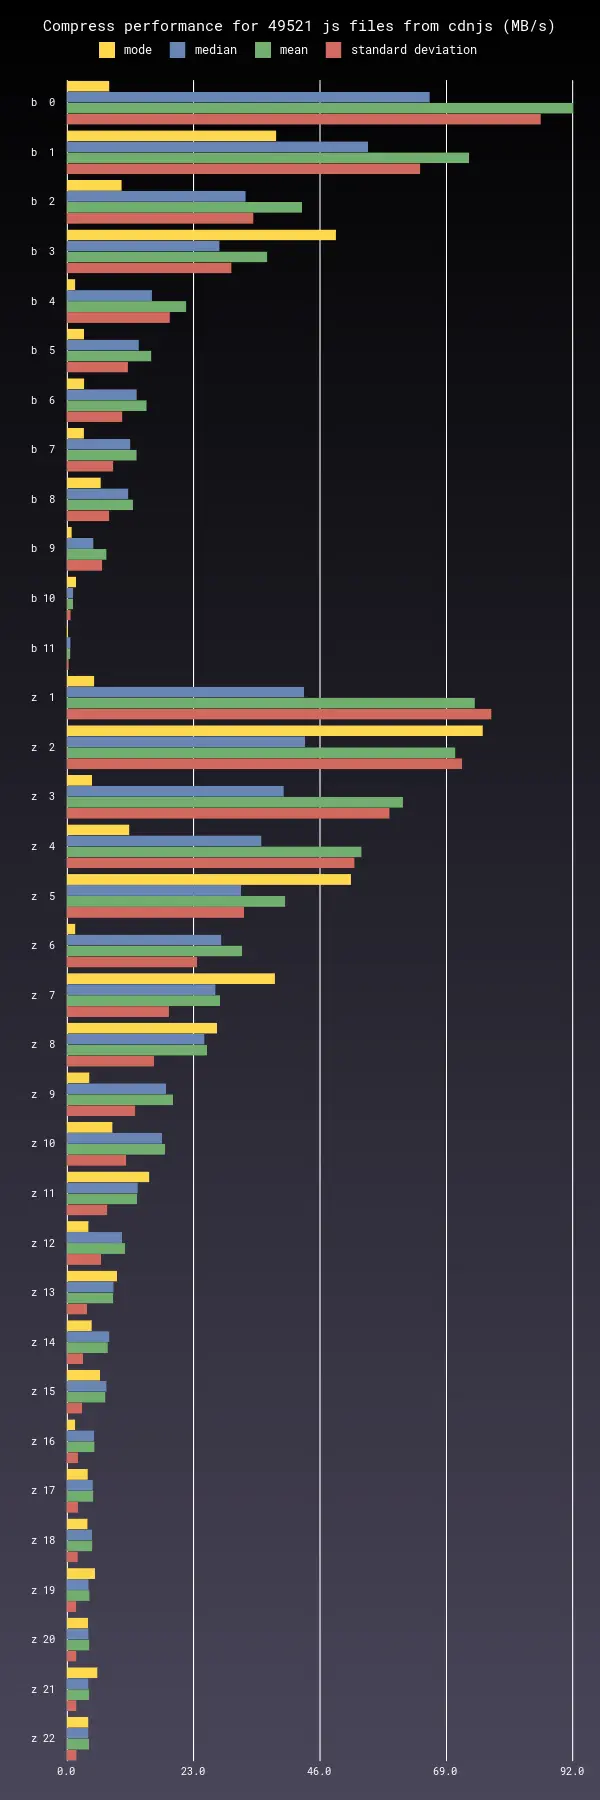 Compress performance for 49521 js files from cdnjs (MB/s)
mode median mean standard deviation
b 0
b 1
b 2
b 3
b 4
b 5
b 6
b 7
b 8
b 9
b 10
b 11
z 1
z 2
z 3
z 4
z 5
z 6
z 7
z 8
z 9
z 10
z 11
z 12
z 13
z 14
z 15
z 16
z 17
z 18
z 19
z 20
z 21
z 22
0.0 23.0 46.0 69.0 92.0